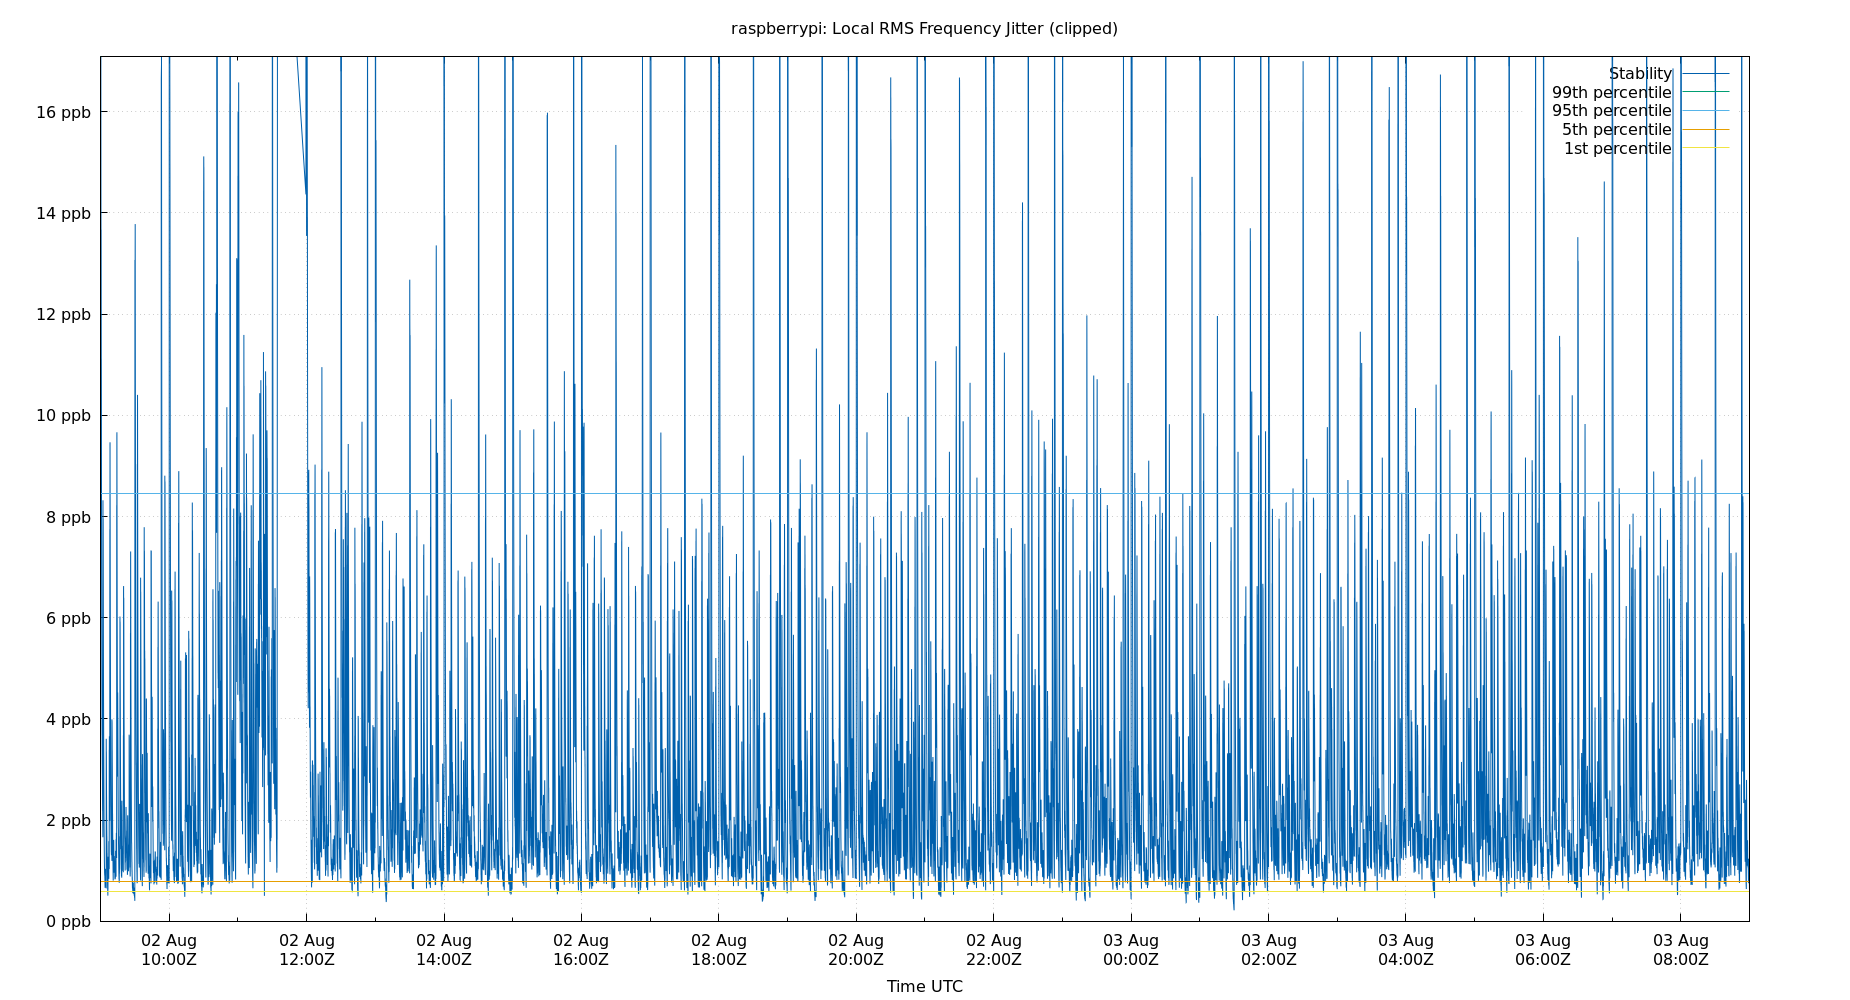 raspberrypi: Local RMS Frequency Jitter (clipped)
Stability
99th percentile
95th percentile
5th percentile
1st percentile
16 ppb
14 ppb
12 ppb
10 ppb
8 ppb
6 ppb
4 ppb
2 ppb
0 ppb
02 Aug 02 Aug 02 Aug 02 Aug 02 Aug 02 Aug 02 Aug 03 Aug 03 Aug 03 Aug 03 Aug 03 Aug
10:00Z 12:00Z 14:00Z 16:00Z 18:00Z 20:00Z 22:00Z 00:00Z 02:00Z 04:00Z 06:00Z 08:00Z
Time UTC